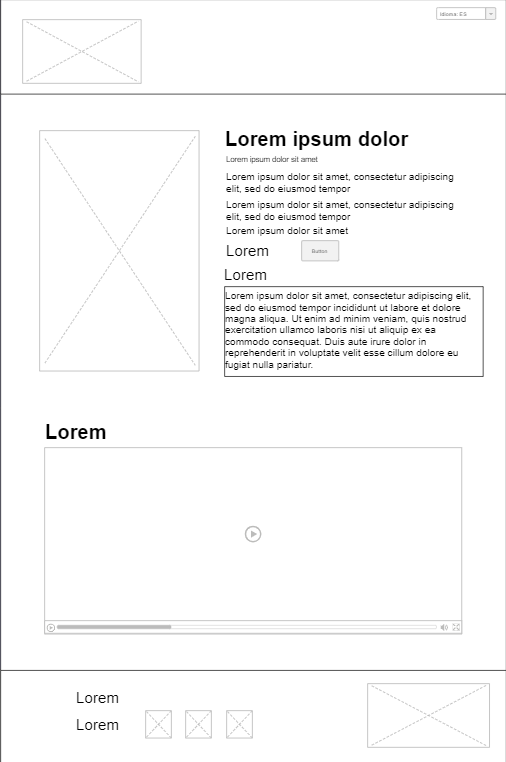 Idioma: ES
Lorem ipsum dolor
Lorem ipsum dolor sit amet
Lorem ipsum dolor sit amet, consectetur adipiscing
elit, sed do eiusmod tempor
Lorem ipsum dolor sit amet, consectetur adipiscing
elit, sed do eiusmod tempor
Lorem ipsum dolor sit amet
Lorem
Button
Lorem
Lorem ipsum dolor sit amet, consectetur adipiscing elit,
sed do eiusmod tempor incididunt ut labore et dolore
magna aliqua. Ut enim ad minim veniam, quis nostrud
exercitation ullamco laboris nisi ut aliquip ex ea
commodo consequat. Duis aute irure dolor in
reprehenderit in voluptate velit esse cillum dolore eu
fugiat nulla pariatur.
Lorem
Lorem
Lorem